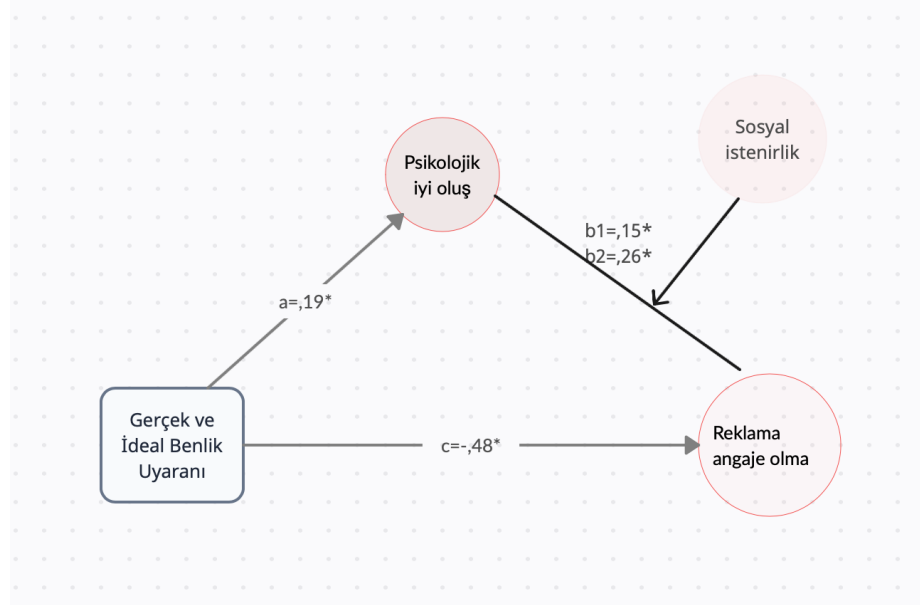 Sosyal
istenirlik
Psikolojik
iyi oluş
b1=,15*
b2=,26*
a=,19*
Gerçek ve
İdeal Benlik
Uyaranı
c=-,48*
Reklama
angaje olma